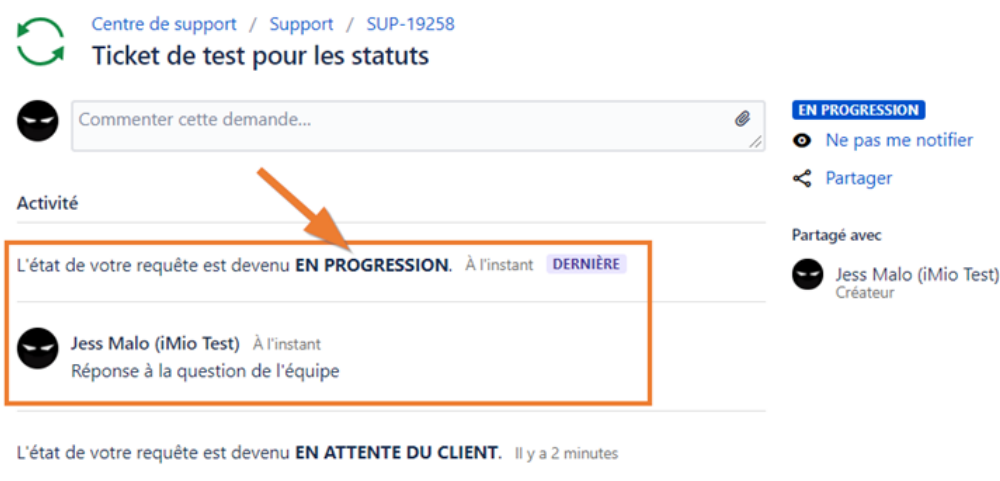 Centre de support / Support / SUP-19258
Ticket de test pour les statuts
Commenter cette demande...
EN PROGRESSION
Ne pas me notifier
Partager
Activité
Partagé avec
L'état de votre requête est devenu EN PROGRESSION. À l'instant DERNIÈRE
Jess Malo (iMio Test)
Créateur
Jess Malo (iMio Test) À l'instant
Réponse à la question de l'équipe
L'état de votre requête est devenu EN ATTENTE DU CLIENT. Il y a 2 minutes